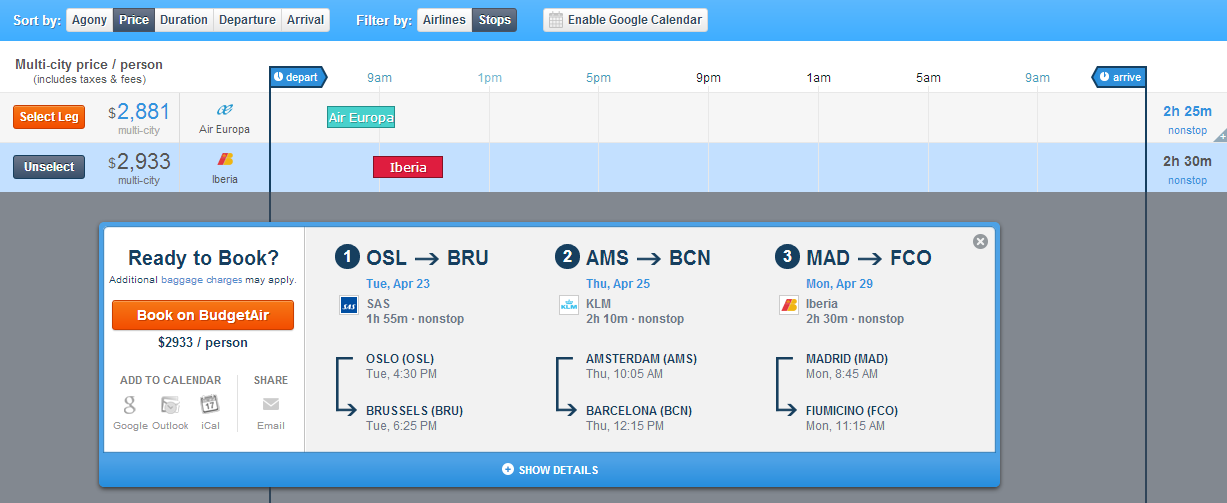 Sort by: Agony Price Duration Departure Arrival Filter by: Airlines Stops Enable Google Calendar
Multi-city price / person
(includes taxes & fees)
depart 9am 1pm 5pm 9pm 1am 5am 9am arrive
Select Leg $2,881 multi-city Air Europa Air Europa 2h 25m nonstop
Unselect $2,933 multi-city Iberia Iberia 2h 30m nonstop
Ready to Book?
Additional baggage charges may apply.
Book on BudgetAir
$2933 / person
ADD TO CALENDAR
Google Outlook iCal
SHARE
Email
1 OSL → BRU
Tue, Apr 23
SAS SAS
1h 55m · nonstop
OSLO (OSL)
Tue, 4:30 PM
BRUSSELS (BRU)
Tue, 6:25 PM
2 AMS → BCN
Thu, Apr 25
KLM KLM
2h 10m · nonstop
AMSTERDAM (AMS)
Thu, 10:05 AM
BARCELONA (BCN)
Thu, 12:15 PM
3 MAD → FCO
Mon, Apr 29
Iberia
2h 30m · nonstop
MADRID (MAD)
Mon, 8:45 AM
FIUMICINO (FCO)
Mon, 11:15 AM
SHOW DETAILS